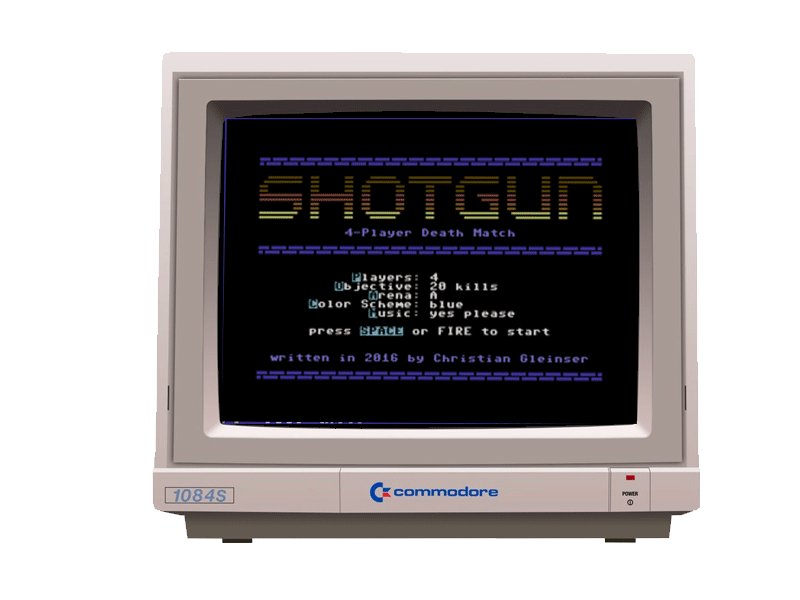 SHOTGUN
4-Player Death Match
Players: 4
Objective: 20 kills
Arena: A
Color Scheme: blue
Music: yes please
press SPACE or FIRE to start
written in 2016 by Christian Gleinser
1084S
commodore
POWER